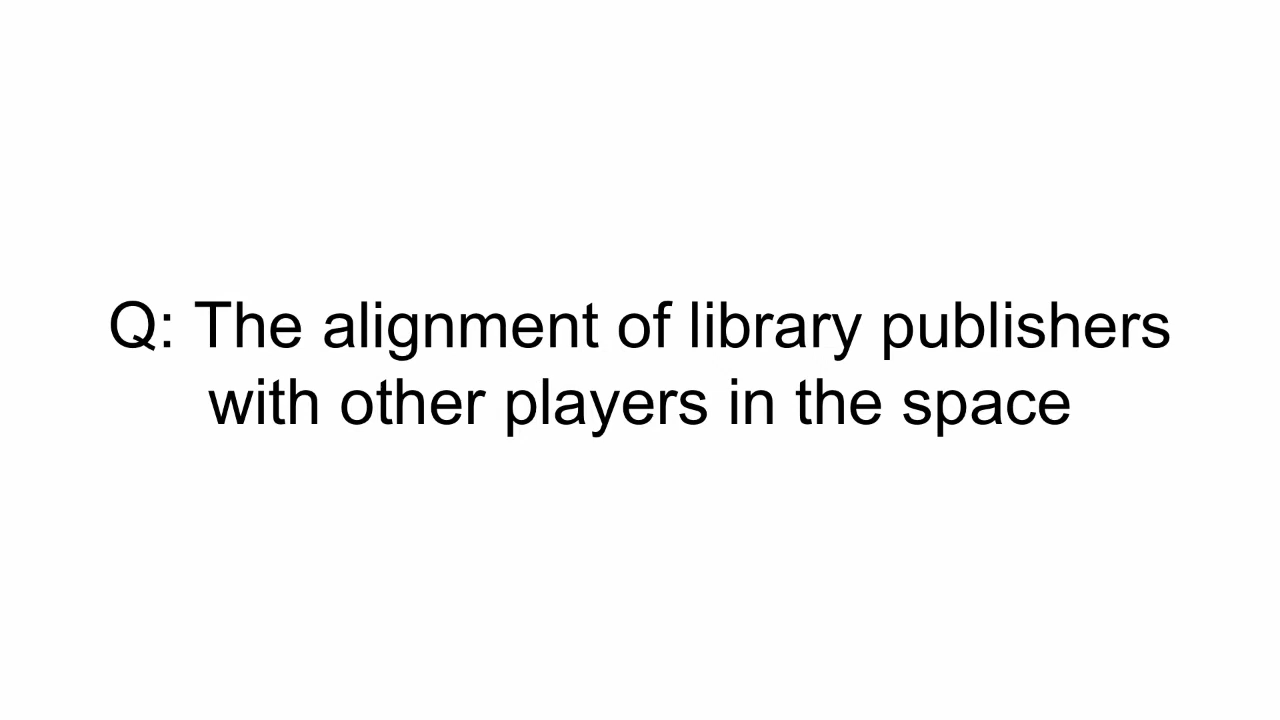 Q: The alignment of library publishers
with other players in the space